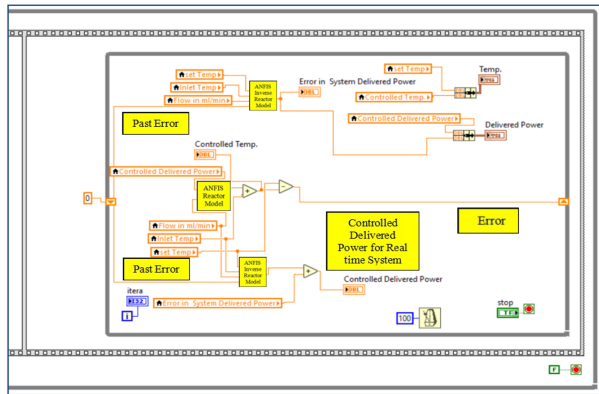 set Temp
Temp.
set Temp
inlet Temp
ANFIS
Inverse
Reactor
Model
Error in System Delivered Power
DBL
Controlled Temp.
Flow in ml/min
Past Error
Controlled Delivered Power
Delivered Power
Controlled Temp.
DBL
Controlled Delivered Power
ANFIS
Reactor
Model
+
-
0
Flow in ml/min
inlet Temp
set Temp
Controlled
Delivered
Power for Real
time System
Error
Past Error
ANFIS
Inverse
Reactor
Model
+
Controlled Delivered Power
DBL
itera
I32
i
Error in System Delivered Power
100
stop
TF
F